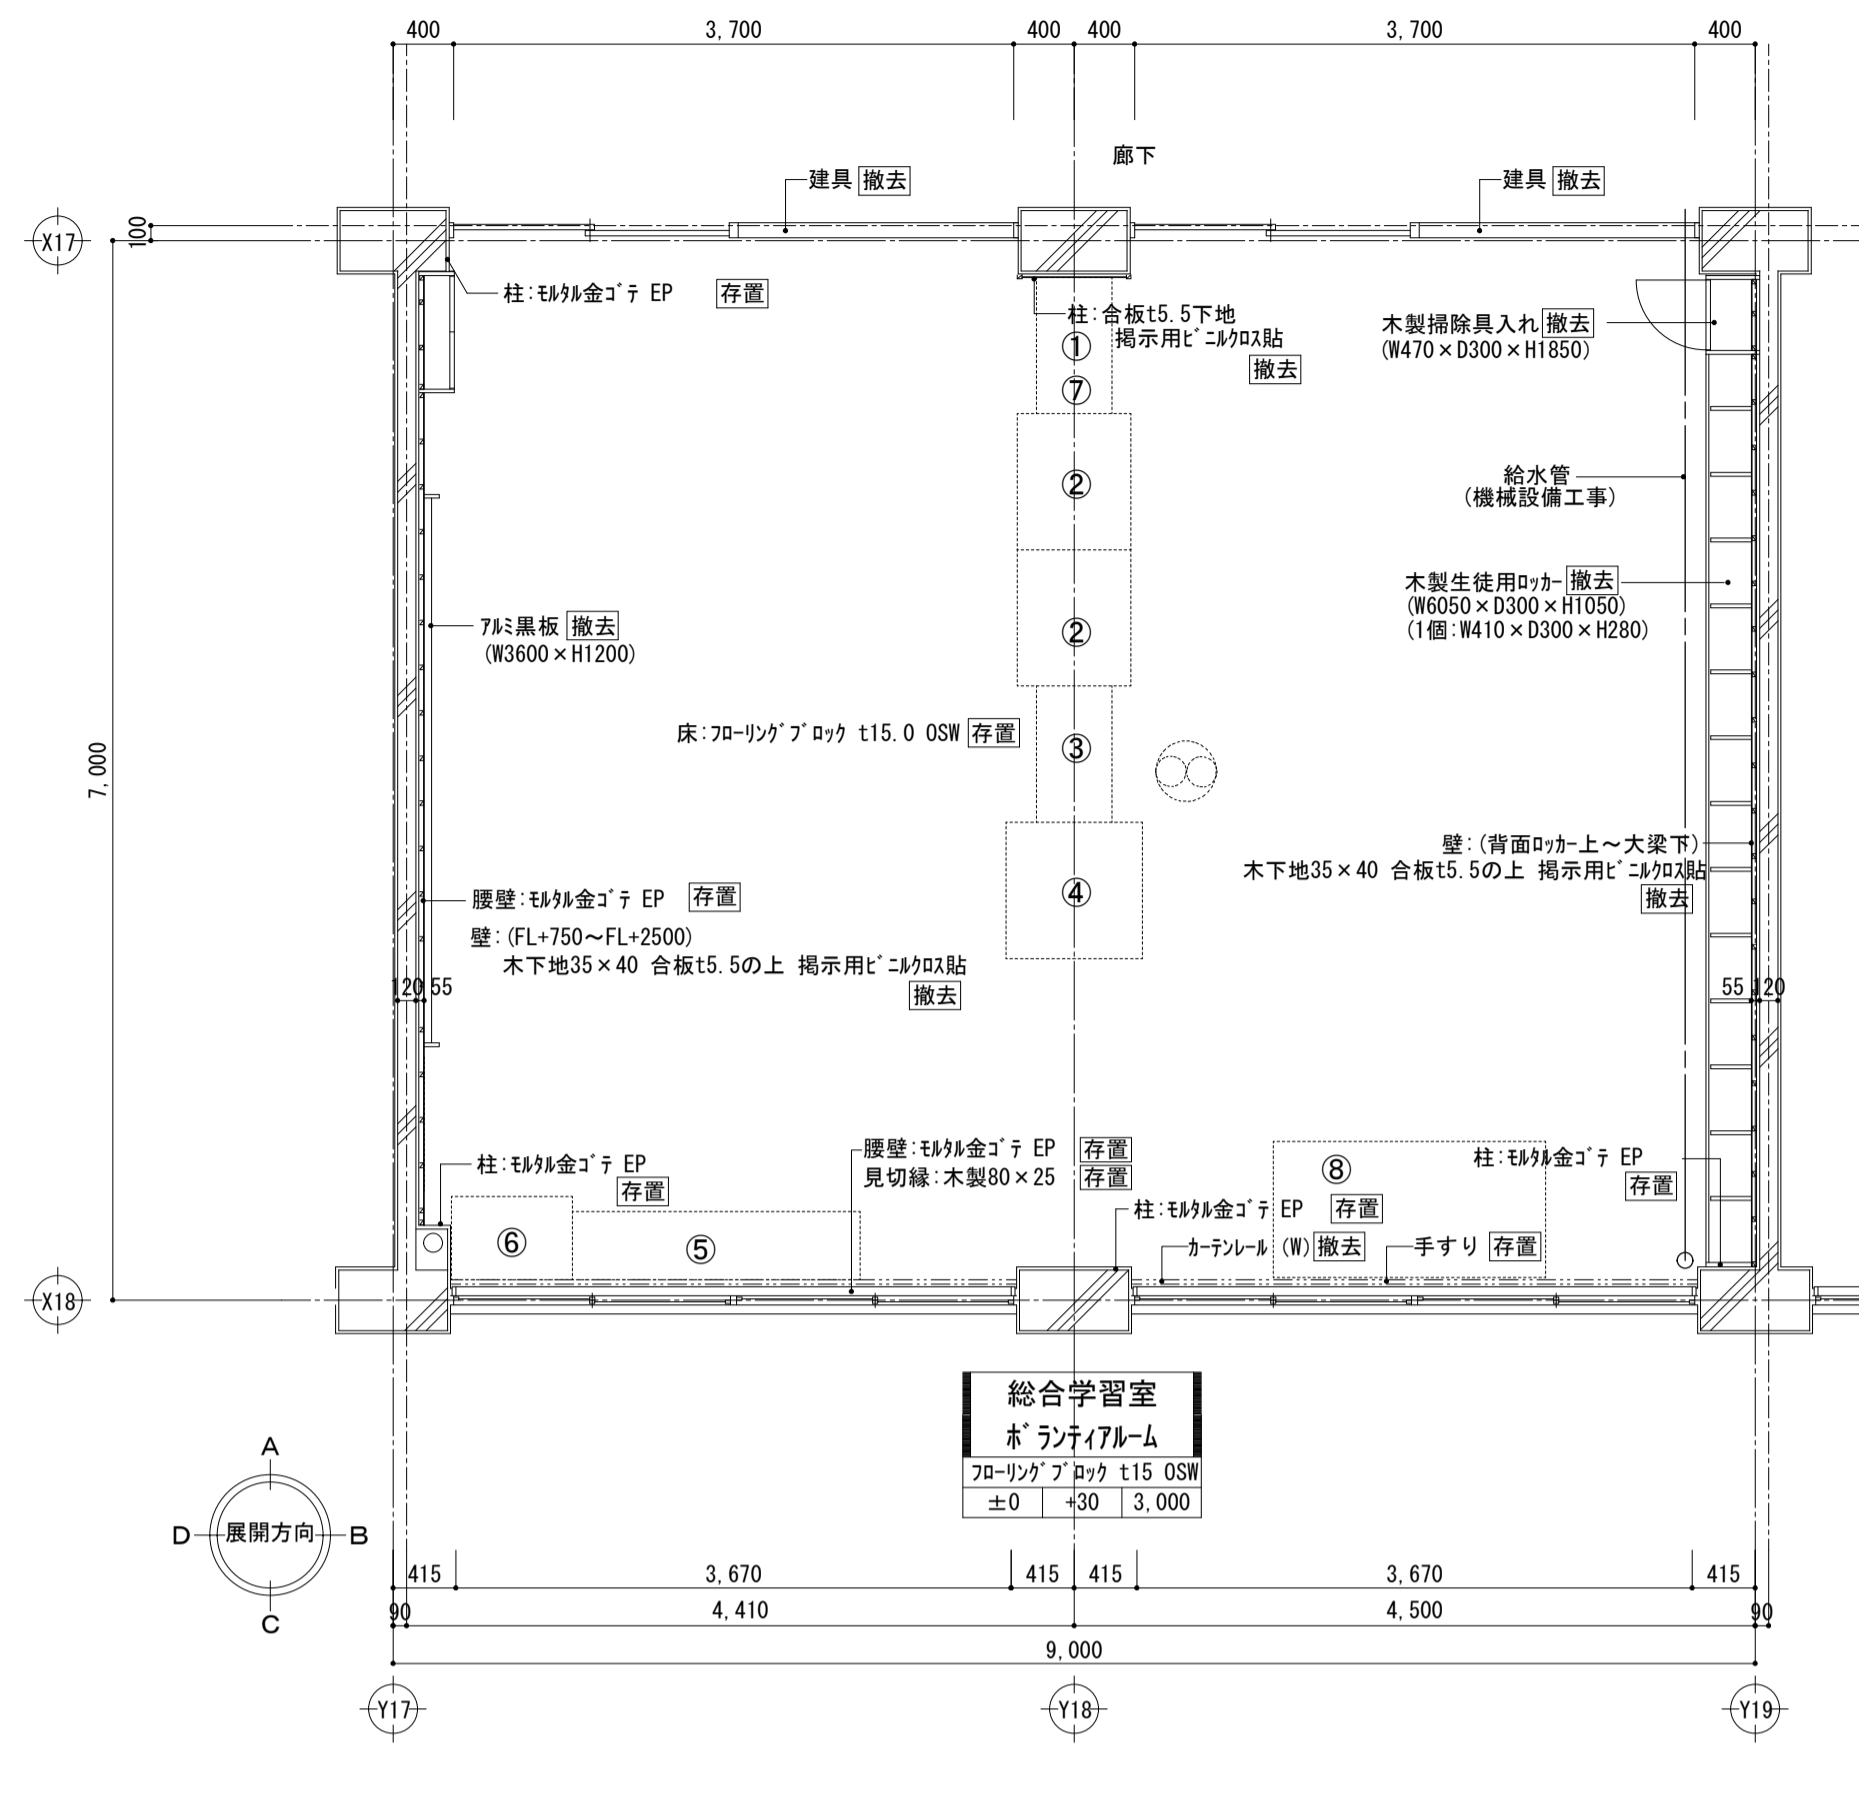 400 3,700 400 400 3,700 400
廊下
建具 撤去
建具 撤去
X17
100
柱:ﾓﾙﾀﾙ金ｺﾞﾃ EP 存置
柱:合板t5.5下地
掲示用ﾋﾞﾆﾙｸﾛｽ貼
撤去
木製掃除具入れ 撤去
(W470×D300×H1850)
①
⑦
②
給水管
(機械設備工事)
木製生徒用ﾛｯｶｰ 撤去
(W6050×D300×H1050)
(1個:W410×D300×H280)
ｱﾙﾐ黒板 撤去
(W3600×H1200)
②
床:ﾌﾛｰﾘﾝｸﾞﾌﾞﾛｯｸ t15.0 OSW 存置
③
7,000
壁:(背面ﾛｯｶｰ上～大梁下)
木下地35×40 合板t5.5の上 掲示用ﾋﾞﾆﾙｸﾛｽ貼
撤去
④
腰壁:ﾓﾙﾀﾙ金ｺﾞﾃ EP 存置
壁:(FL+750～FL+2500)
木下地35×40 合板t5.5の上 掲示用ﾋﾞﾆﾙｸﾛｽ貼
撤去
120 55
55 120
腰壁:ﾓﾙﾀﾙ金ｺﾞﾃ EP 存置
見切縁:木製80×25 存置
柱:ﾓﾙﾀﾙ金ｺﾞﾃ EP
存置
⑧
柱:ﾓﾙﾀﾙ金ｺﾞﾃ EP
存置
柱:ﾓﾙﾀﾙ金ｺﾞﾃ EP 存置
⑥
⑤
ｶｰﾃﾝﾚｰﾙ (W) 撤去
手すり 存置
X18
総合学習室
ﾎﾞﾗﾝﾃｨｱﾙｰﾑ
ﾌﾛｰﾘﾝｸﾞﾌﾞﾛｯｸ t15 OSW
±0 +30 3,000
A
D 展開方向 B
C
415 3,670 415 415 3,670 415
90 4,410 4,500 90
9,000
Y17 Y18 Y19